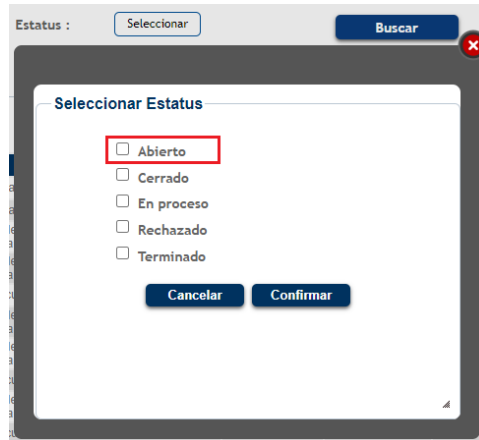 Estatus :
Seleccionar
Buscar
Seleccionar Estatus
Abierto
Cerrado
En proceso
Rechazado
Terminado
Cancelar
Confirmar